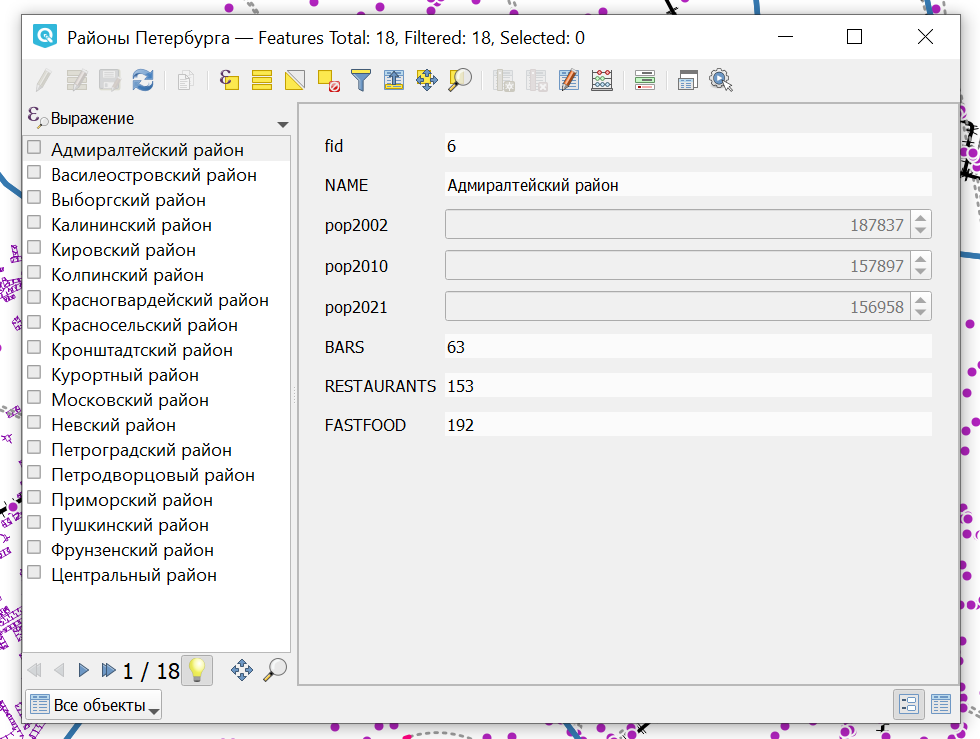 Районы Петербурга — Features Total: 18, Filtered: 18, Selected: 0
Выражение
Адмиралтейский район
Василеостровский район
Выборгский район
Калининский район
Кировский район
Колпинский район
Красногвардейский район
Красносельский район
Кронштадтский район
Курортный район
Московский район
Невский район
Петроградский район
Петродворцовый район
Приморский район
Пушкинский район
Фрунзенский район
Центральный район
1 / 18
Все объекты
fid 6
NAME Адмиралтейский район
pop2002 187837
pop2010 157897
pop2021 156958
BARS 63
RESTAURANTS 153
FASTFOOD 192